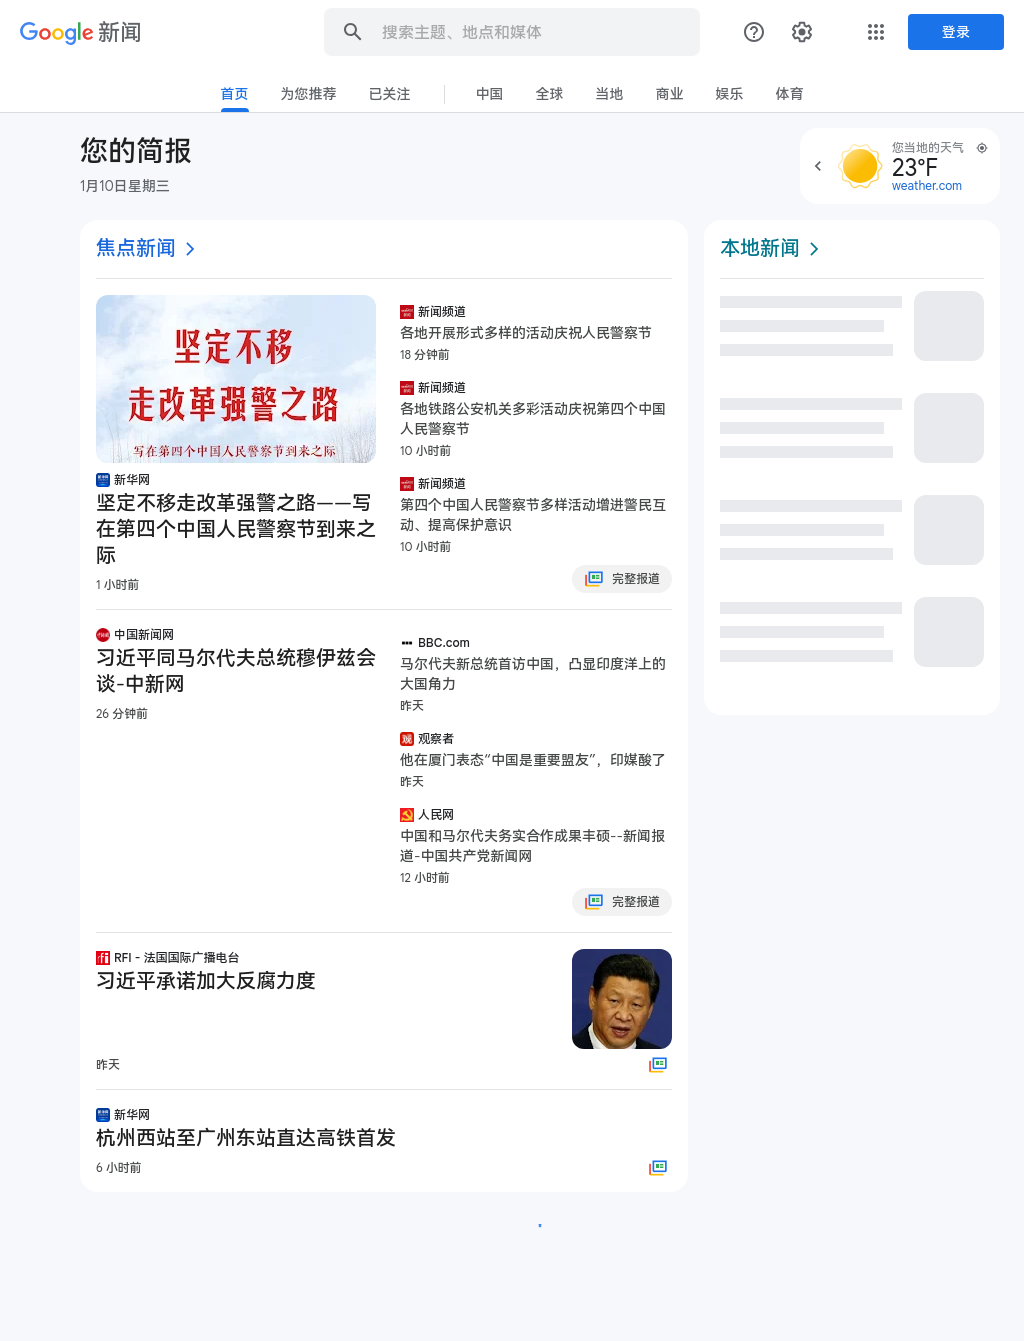 Google 新闻
搜索主题、地点和媒体
登录
首页
为您推荐
已关注
中国
全球
当地
商业
娱乐
体育
您的简报
1月10日星期三
您当地的天气
23°F
weather.com
焦点新闻
坚定不移
走改革强警之路
写在第四个中国人民警察节到来之际
新华网
坚定不移走改革强警之路——写
在第四个中国人民警察节到来之
际
1 小时前
新闻频道
各地开展形式多样的活动庆祝人民警察节
18 分钟前
新闻频道
各地铁路公安机关多彩活动庆祝第四个中国
人民警察节
10 小时前
新闻频道
第四个中国人民警察节多样活动增进警民互
动、提高保护意识
10 小时前
完整报道
中国新闻网
习近平同马尔代夫总统穆伊兹会
谈-中新网
26 分钟前
BBC.com
马尔代夫新总统首访中国，凸显印度洋上的
大国角力
昨天
观察者
他在厦门表态“中国是重要盟友”，印媒酸了
昨天
人民网
中国和马尔代夫务实合作成果丰硕--新闻报
道-中国共产党新闻网
12 小时前
完整报道
RFI - 法国国际广播电台
习近平承诺加大反腐力度
昨天
新华网
杭州西站至广州东站直达高铁首发
6 小时前
本地新闻